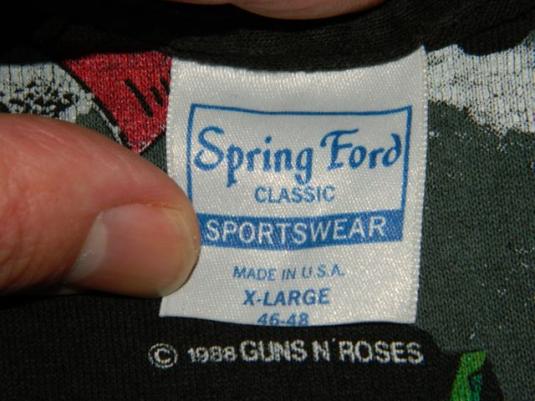 Spring Ford
CLASSIC
SPORTSWEAR
MADE IN U.S.A.
X-LARGE
46-48
© 1988 GUNS N' ROSES